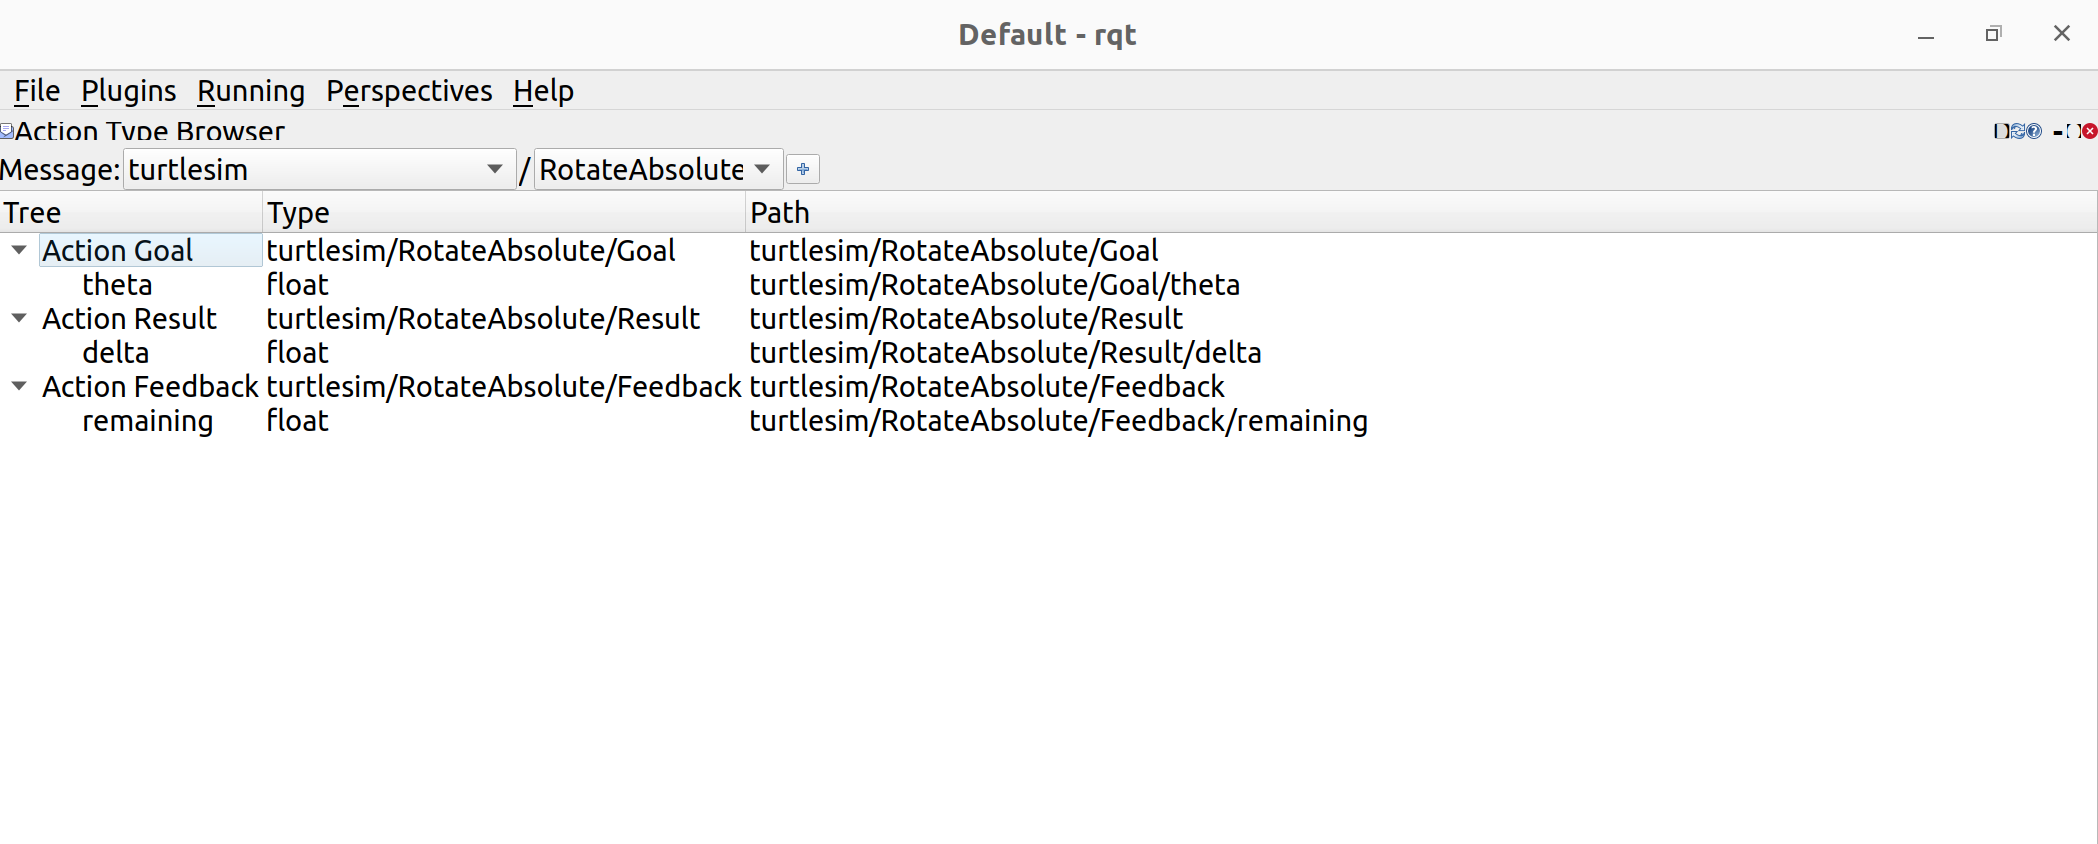 Default - rqt
File Plugins Running Perspectives Help
Action Type Browser
Message: turtlesim / RotateAbsolute
Tree Type Path
Action Goal turtlesim/RotateAbsolute/Goal turtlesim/RotateAbsolute/Goal
theta float turtlesim/RotateAbsolute/Goal/theta
Action Result turtlesim/RotateAbsolute/Result turtlesim/RotateAbsolute/Result
delta float turtlesim/RotateAbsolute/Result/delta
Action Feedback turtlesim/RotateAbsolute/Feedback turtlesim/RotateAbsolute/Feedback
remaining float turtlesim/RotateAbsolute/Feedback/remaining